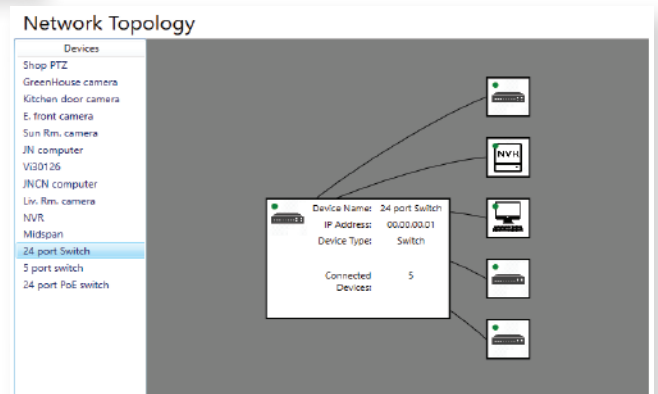 Network Topology
Devices
Shop PTZ
GreenHouse camera
Kitchen door camera
E. front camera
Sun Rm. camera
JN computer
Vi30126
JNCN computer
Liv. Rm. camera
NVR
Midspan
24 port Switch
5 port switch
24 port PoE switch
NVR
Device Name: 24 port Switch
IP Address: 00.00.00.01
Device Type: Switch
Connected 5
Devices: